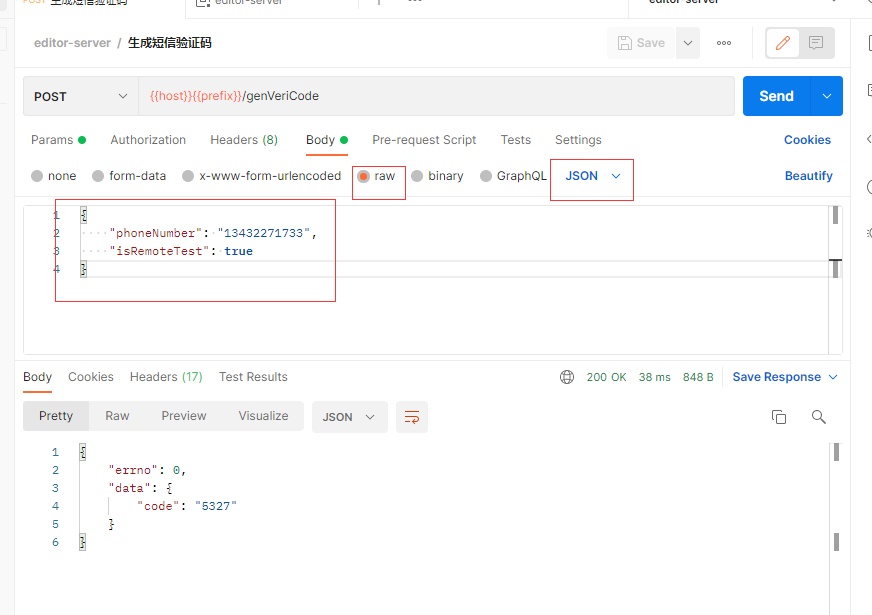 POST 生成短信验证码 editor-server editor-server
editor-server / 生成短信验证码 Save
POST {{host}}{{prefix}}/genVeriCode Send
Params Authorization Headers (8) Body Pre-request Script Tests Settings Cookies
none form-data x-www-form-urlencoded raw binary GraphQL JSON Beautify
1 {
2 "phoneNumber": "13432271733",
3 "isRemoteTest": true
4 }
Body Cookies Headers (17) Test Results 200 OK 38 ms 848 B Save Response
Pretty Raw Preview Visualize JSON
1 {
2 "errno": 0,
3 "data": {
4 "code": "5327"
5 }
6 }